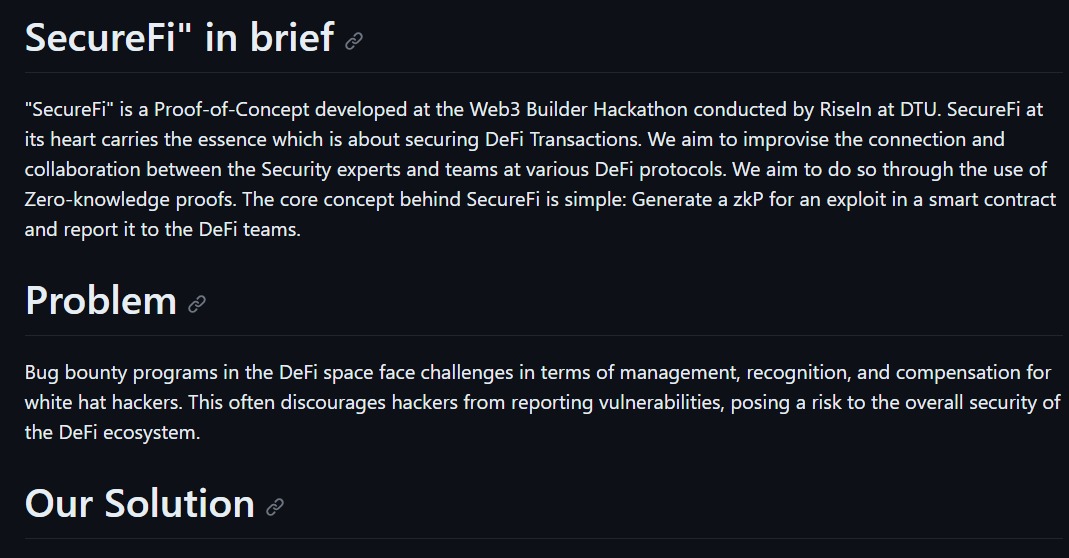 SecureFi" in brief
"SecureFi" is a Proof-of-Concept developed at the Web3 Builder Hackathon conducted by RiseIn at DTU. SecureFi at
its heart carries the essence which is about securing DeFi Transactions. We aim to improvise the connection and
collaboration between the Security experts and teams at various DeFi protocols. We aim to do so through the use of
Zero-knowledge proofs. The core concept behind SecureFi is simple: Generate a zkP for an exploit in a smart contract
and report it to the DeFi teams.
Problem
Bug bounty programs in the DeFi space face challenges in terms of management, recognition, and compensation for
white hat hackers. This often discourages hackers from reporting vulnerabilities, posing a risk to the overall security of
the DeFi ecosystem.
Our Solution